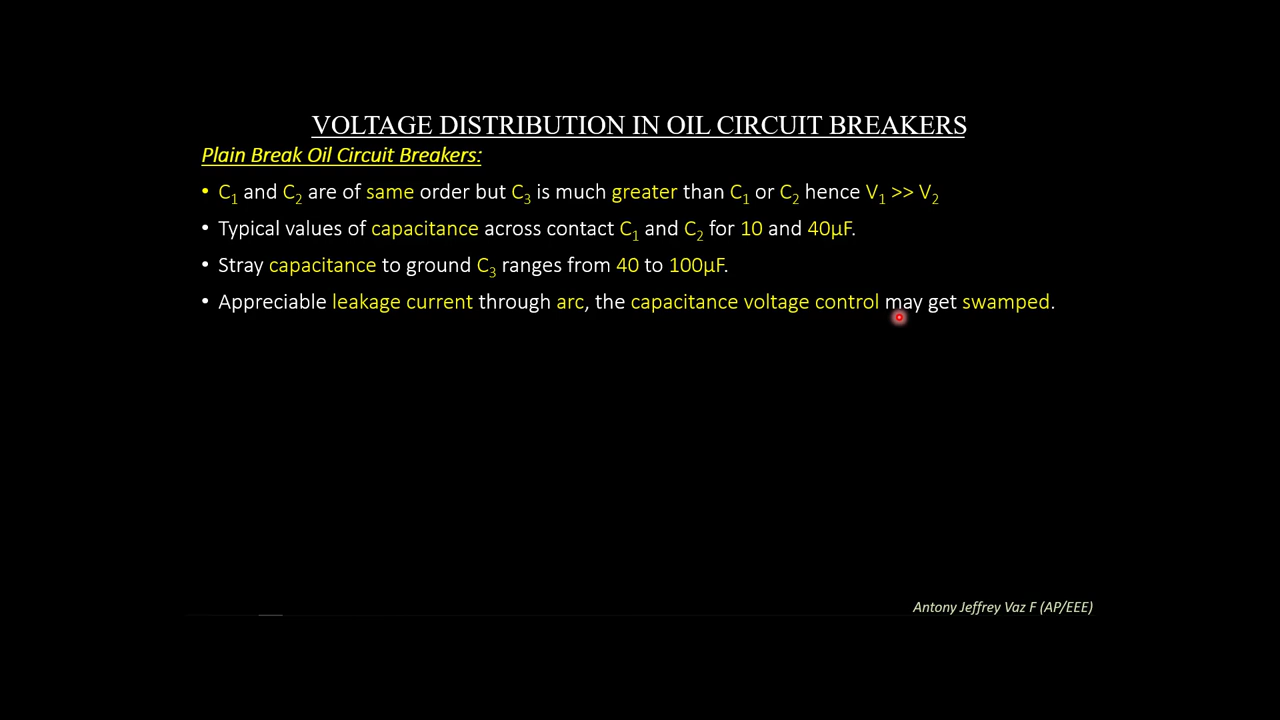 VOLTAGE DISTRIBUTION IN OIL CIRCUIT BREAKERS
Plain Break Oil Circuit Breakers:
• C₁ and C₂ are of same order but C₃ is much greater than C₁ or C₂ hence V₁ >> V₂
• Typical values of capacitance across contact C₁ and C₂ for 10 and 40µF.
• Stray capacitance to ground C₃ ranges from 40 to 100µF.
• Appreciable leakage current through arc, the capacitance voltage control may get swamped.
Antony Jeffrey Vaz F (AP/EEE)